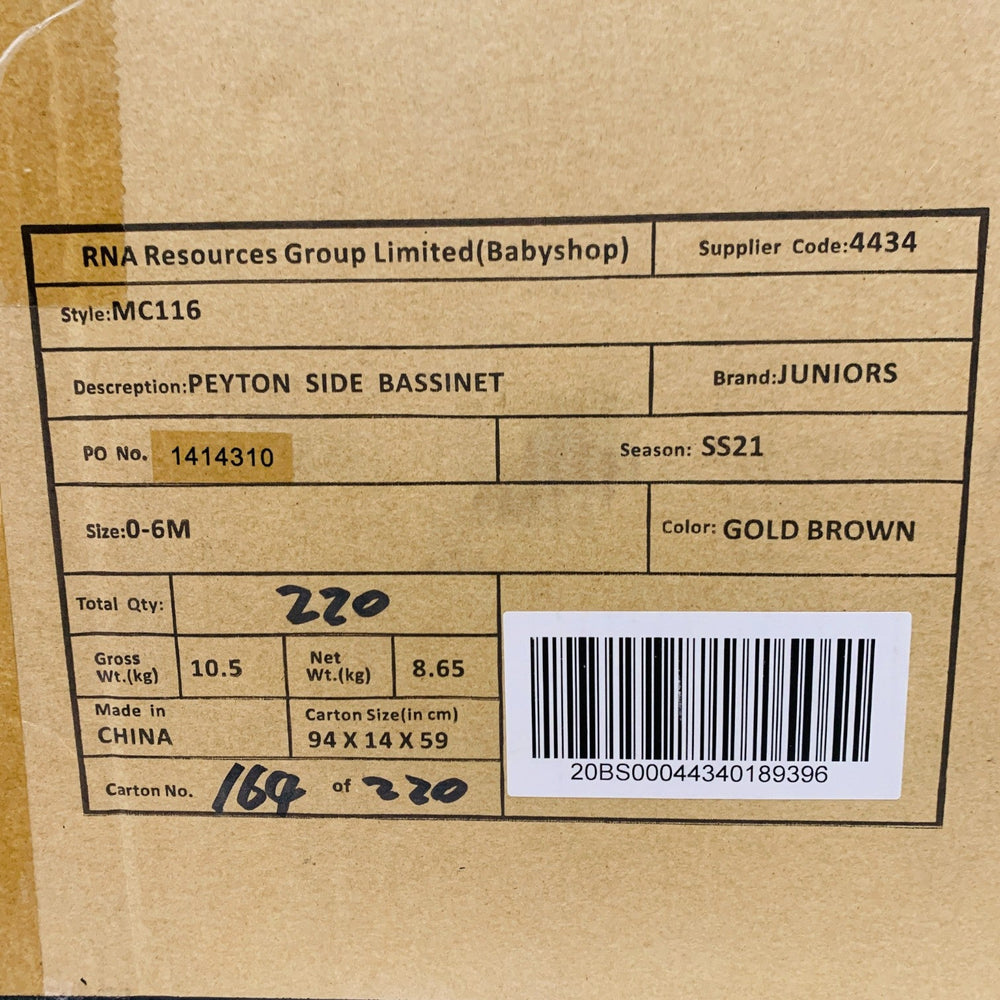 RNA Resources Group Limited(Babyshop)
Supplier Code:4434
Style:MC116
Descreption:PEYTON SIDE BASSINET
Brand:JUNIORS
PO No. 1414310
Season: SS21
Size:0-6M
Color: GOLD BROWN
Total Qty: 220
Gross Wt.(kg) 10.5
Net Wt.(kg) 8.65
Made in
CHINA
Carton Size(in cm)
94 X 14 X 59
Carton No. 164 of 220
20BS00044340189396